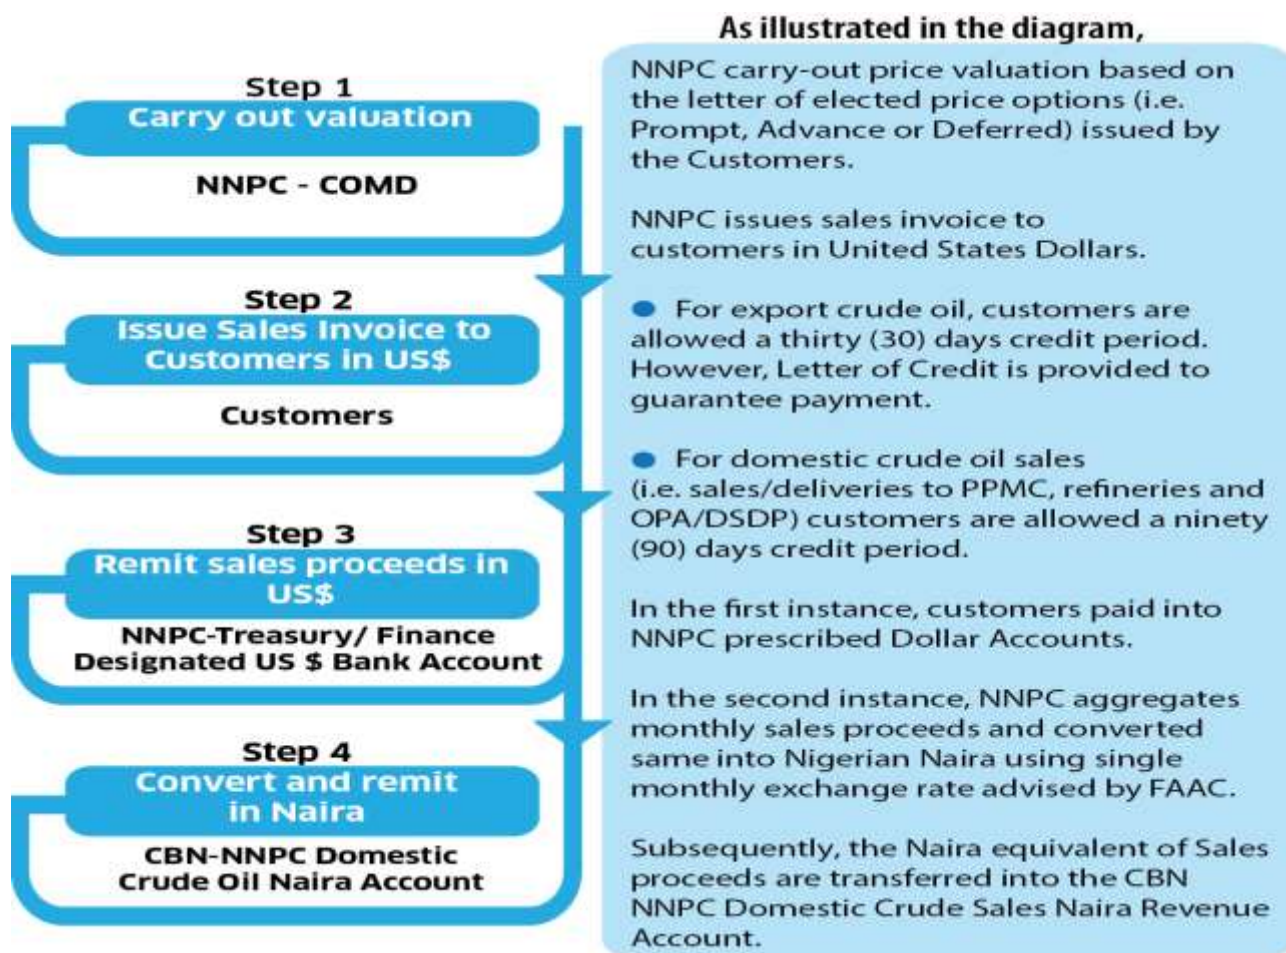 Step 1
Carry out valuation
NNPC - COMD
Step 2
Issue Sales Invoice to
Customers in US$
Customers
Step 3
Remit sales proceeds in
US$
NNPC-Treasury/ Finance
Designated US $ Bank Account
Step 4
Convert and remit
in Naira
CBN-NNPC Domestic
Crude Oil Naira Account
As illustrated in the diagram,
NNPC carry-out price valuation based on
the letter of elected price options (i.e.
Prompt, Advance or Deferred) issued by
the Customers.
NNPC issues sales invoice to
customers in United States Dollars.
● For export crude oil, customers are
allowed a thirty (30) days credit period.
However, Letter of Credit is provided to
guarantee payment.
● For domestic crude oil sales
(i.e. sales/deliveries to PPMC, refineries and
OPA/DSDP) customers are allowed a ninety
(90) days credit period.
In the first instance, customers paid into
NNPC prescribed Dollar Accounts.
In the second instance, NNPC aggregates
monthly sales proceeds and converted
same into Nigerian Naira using single
monthly exchange rate advised by FAAC.
Subsequently, the Naira equivalent of Sales
proceeds are transferred into the CBN
NNPC Domestic Crude Sales Naira Revenue
Account.